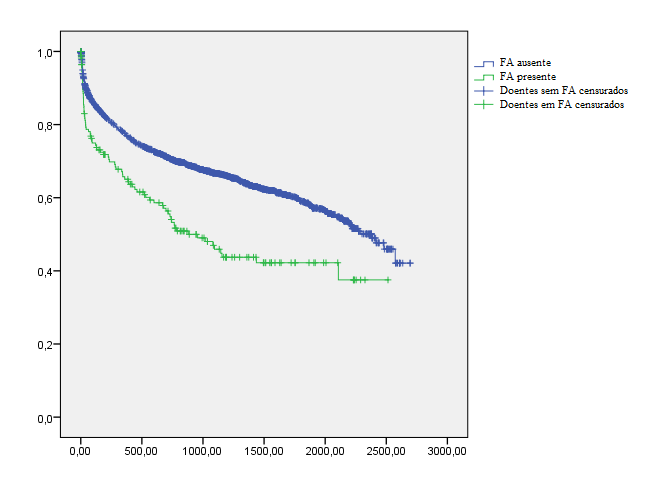 1,0
0,8
0,6
0,4
0,2
0,0
0,00 500,00 1000,00 1500,00 2000,00 2500,00 3000,00
FA ausente
FA presente
Doentes sem FA censurados
Doentes em FA censurados